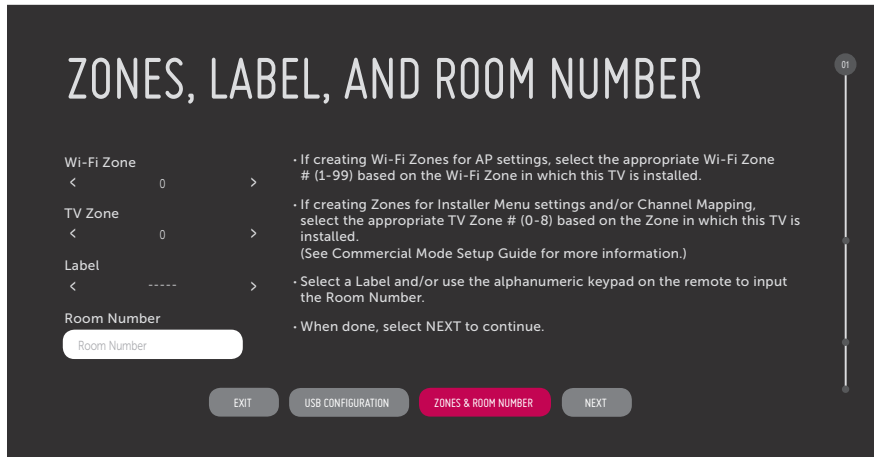 ZONES, LABEL, AND ROOM NUMBER
01
Wi-Fi Zone
< 0 >
TV Zone
< 0 >
Label
< ----- >
Room Number
Room Number
• If creating Wi-Fi Zones for AP settings, select the appropriate Wi-Fi Zone
# (1-99) based on the Wi-Fi Zone in which this TV is installed.
• If creating Zones for Installer Menu settings and/or Channel Mapping,
select the appropriate TV Zone # (0-8) based on the Zone in which this TV is
installed.
(See Commercial Mode Setup Guide for more information.)
• Select a Label and/or use the alphanumeric keypad on the remote to input
the Room Number.
• When done, select NEXT to continue.
EXIT USB CONFIGURATION ZONES & ROOM NUMBER NEXT